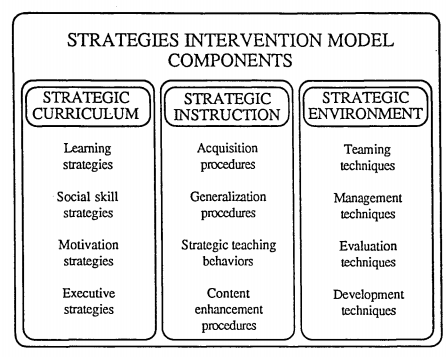 STRATEGIES INTERVENTION MODEL
COMPONENTS
STRATEGIC
CURRICULUM
Learning
strategies
Social skill
strategies
Motivation
strategies
Executive
strategies
STRATEGIC
INSTRUCTION
Acquisition
procedures
Generalization
procedures
Strategic teaching
behaviors
Content
enhancement
procedures
STRATEGIC
ENVIRONMENT
Teaming
techniques
Management
techniques
Evaluation
techniques
Development
techniques